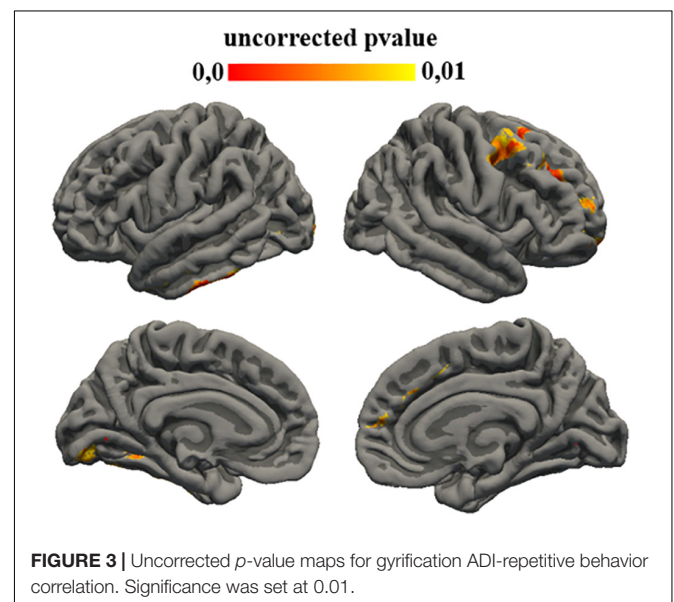 uncorrected pvalue
0,0 0,01
FIGURE 3 | Uncorrected p-value maps for gyrification ADI-repetitive behavior
correlation. Significance was set at 0.01.